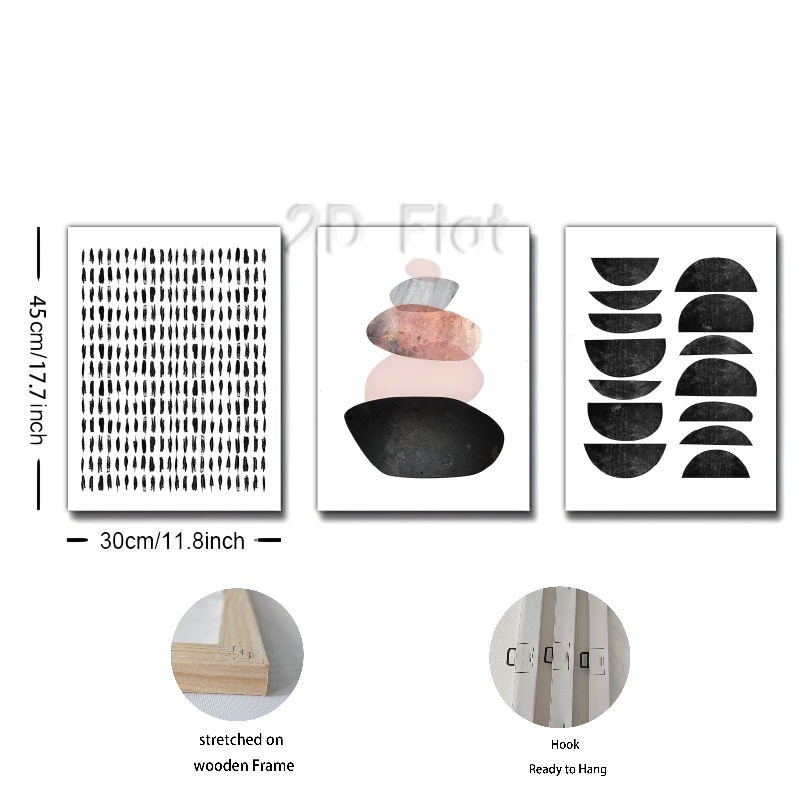 2D Flat
45cm/17.7inch
30cm/11.8inch
stretched on
wooden Frame
Hook
Ready to Hang